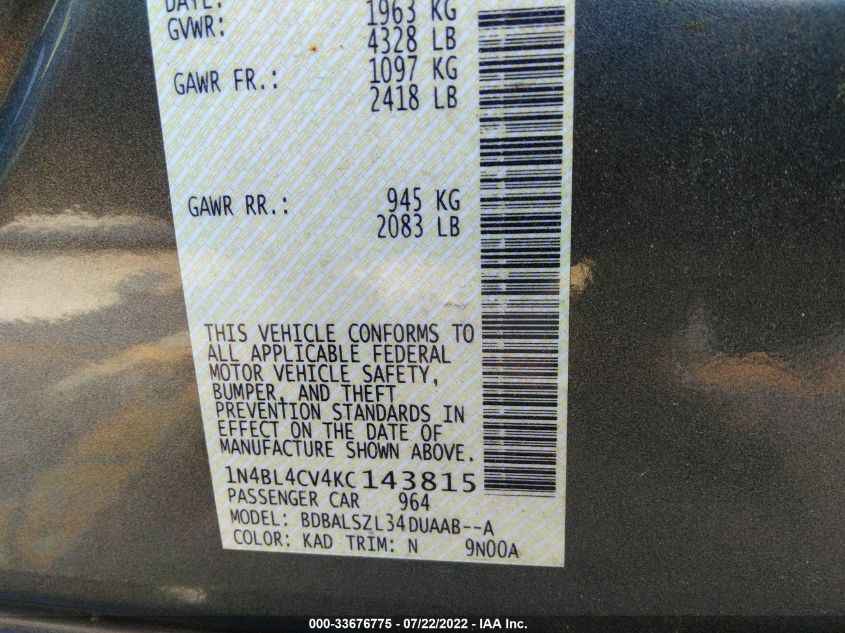 DATE:
1963 KG
GVWR: 4328 LB
GAWR FR.: 1097 KG
2418 LB
GAWR RR.: 945 KG
2083 LB
THIS VEHICLE CONFORMS TO
ALL APPLICABLE FEDERAL
MOTOR VEHICLE SAFETY,
BUMPER, AND THEFT
PREVENTION STANDARDS IN
EFFECT ON THE DATE OF
MANUFACTURE SHOWN ABOVE.
1N4BL4CV4KC143815
PASSENGER CAR 964
MODEL: BDBALSZL34DUAAB--A
COLOR: KAD TRIM: N 9N00A
000-33676775 - 07/22/2022 - IAA Inc.